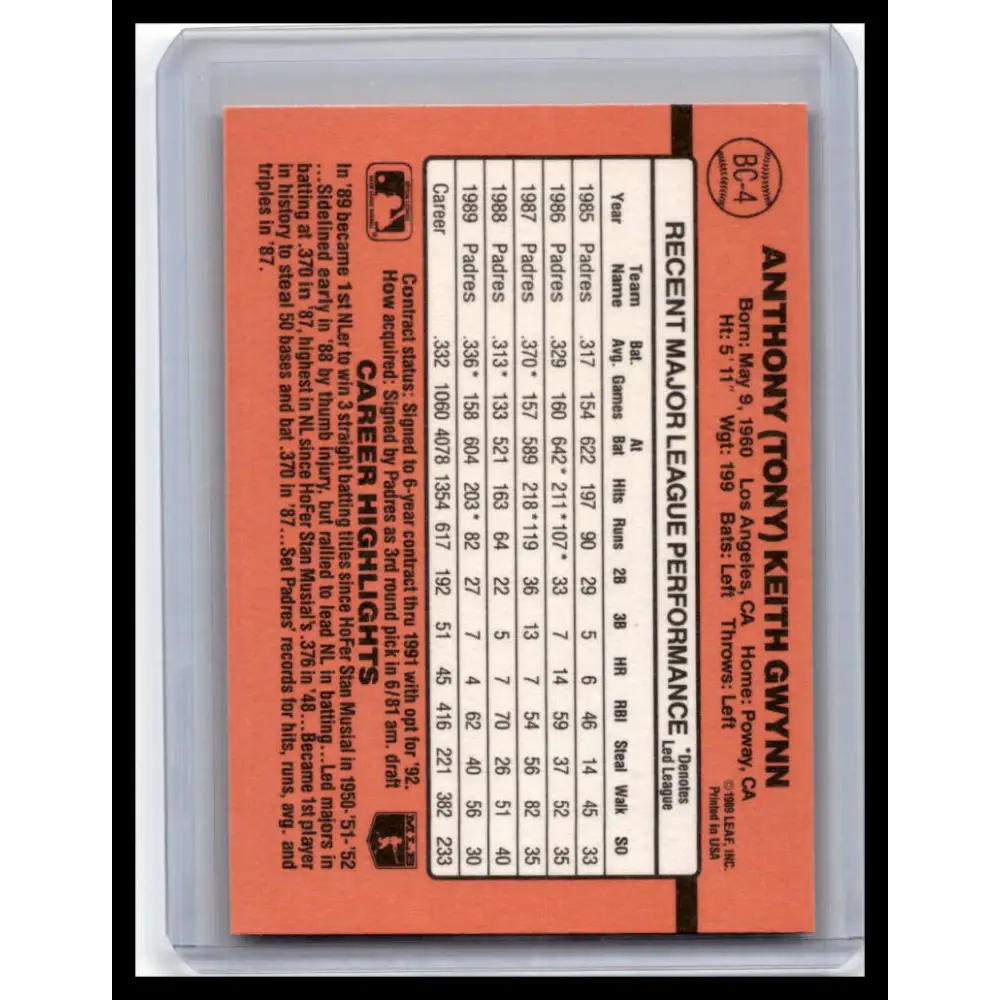 BC-4
ANTHONY (TONY) KEITH GWYNN
Born: May 9, 1960 Los Angeles, CA Home: Poway, CA
Ht: 5' 11" Wgt: 199 Bats: Left Throws: Left
© 1989 LEAF, INC.
Printed in USA
RECENT MAJOR LEAGUE PERFORMANCE *Denotes Led League
Year Team Name Bat. Avg. Games At Bat Hits Runs 2B 3B HR RBI Steal Walk SO
1985 Padres .317 154 622 197 90 29 5 6 46 14 45 33
1986 Padres .329 160 642* 211* 107* 33 7 14 59 37 52 35
1987 Padres .370* 157 589 218* 119 36 13 7 54 56 82 35
1988 Padres .313* 133 521 163 64 22 5 7 70 26 51 40
1989 Padres .336* 158 604 203* 82 27 7 4 62 40 56 30
Career .332 1060 4078 1354 617 192 51 45 416 221 382 233
Contract status: Signed to 6-year contract thru 1991 with opt for '92.
How acquired: Signed by Padres as 3rd round pick in 6/81 am. draft
MLB
CAREER HIGHLIGHTS
In '89 became 1st NLer to win 3 straight batting titles since HoFer Stan Musial in 1950-'51-'52
...Sidelined early in '88 by thumb injury, but rallied to lead NL in batting...Led majors in
batting at .370 in '87, highest in NL since HoFer Stan Musial's .376 in '48...Became 1st player
in history to steal 50 bases and bat .370 in '87...Set Padres' records for hits, runs, avg. and
triples in '87.